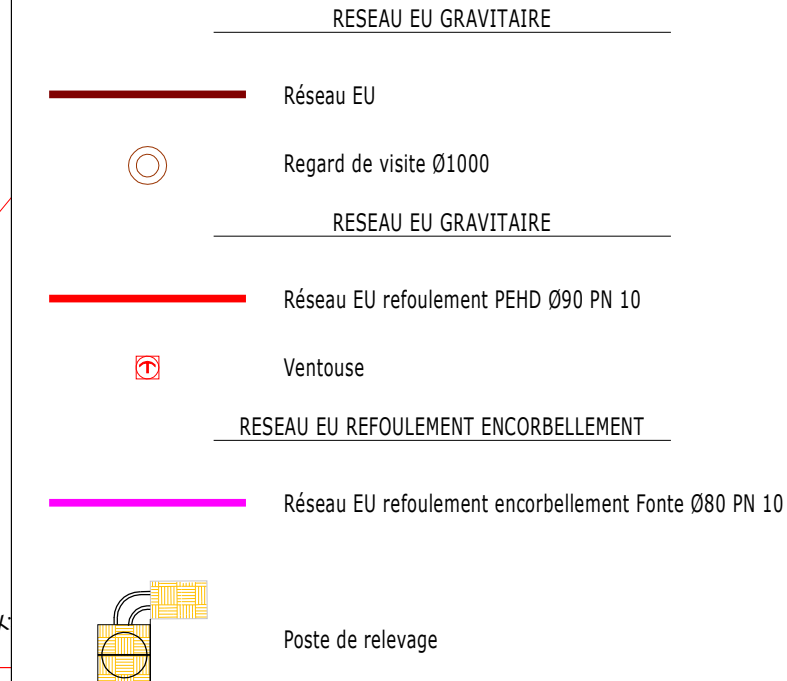 RESEAU EU GRAVITAIRE
Réseau EU
Regard de visite Ø1000
RESEAU EU GRAVITAIRE
Réseau EU refoulement PEHD Ø90 PN 10
Ventouse
RESEAU EU REFOULEMENT ENCORBELLEMENT
Réseau EU refoulement encorbellement Fonte Ø80 PN 10
Poste de relevage